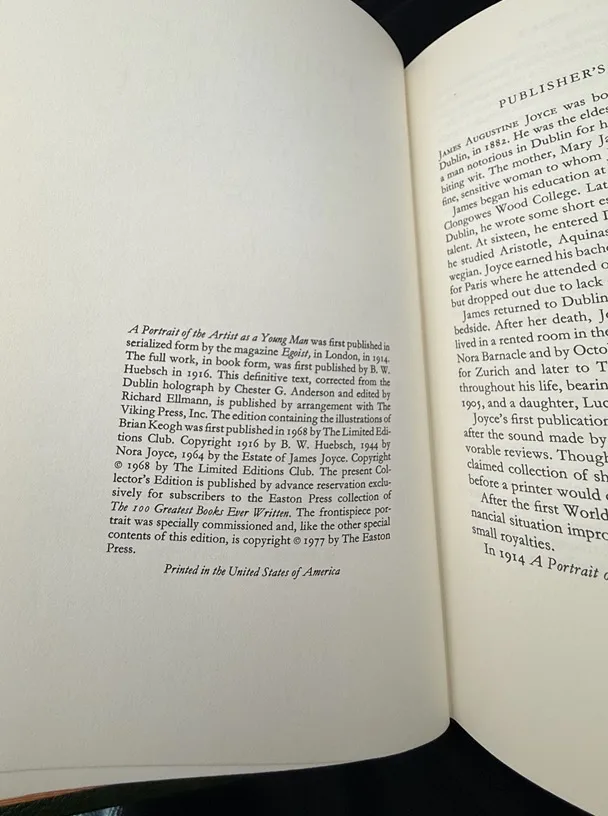 A Portrait of the Artist as a Young Man was first published in
serialized form by the magazine Egoist, in London, in 1914.
The full work, in book form, was first published by B. W.
Huebsch in 1916. This definitive text, corrected from the
Dublin holograph by Chester G. Anderson and edited by
Richard Ellmann, is published by arrangement with The
Viking Press, Inc. The edition containing the illustrations of
Brian Keogh was first published in 1968 by The Limited Edi-
tions Club. Copyright 1916 by B. W. Huebsch, 1944 by
Nora Joyce, 1964 by the Estate of James Joyce. Copyright
© 1968 by The Limited Editions Club. The present Col-
lector's Edition is published by advance reservation exclu-
sively for subscribers to the Easton Press collection of
The 100 Greatest Books Ever Written. The frontispiece por-
trait was specially commissioned and, like the other special
contents of this edition, is copyright © 1977 by The Easton
Press.
Printed in the United States of America
PUBLISHER'S
JAMES AUGUSTINE JOYCE was bo
Dublin, in 1882. He was the eldes
a man notorious in Dublin for h
biting wit. The mother, Mary Ja
fine, sensitive woman to whom
James began his education at
Clongowes Wood College. Lat
Dublin, he wrote some short es
talent. At sixteen, he entered
he studied Aristotle, Aquinas
wegian. Joyce earned his bache
for Paris where he attended
but dropped out due to lack
James returned to Dublin
bedside. After her death, J
lived in a rented room in the
Nora Barnacle and by Octo
for Zurich and later to T
throughout his life, bearin
1905, and a daughter, Luc
Joyce's first publication
after the sound made by
vorable reviews. Though
claimed collection of sh
before a printer would
After the first World
nancial situation impro
small royalties.
In 1914 A Portrait